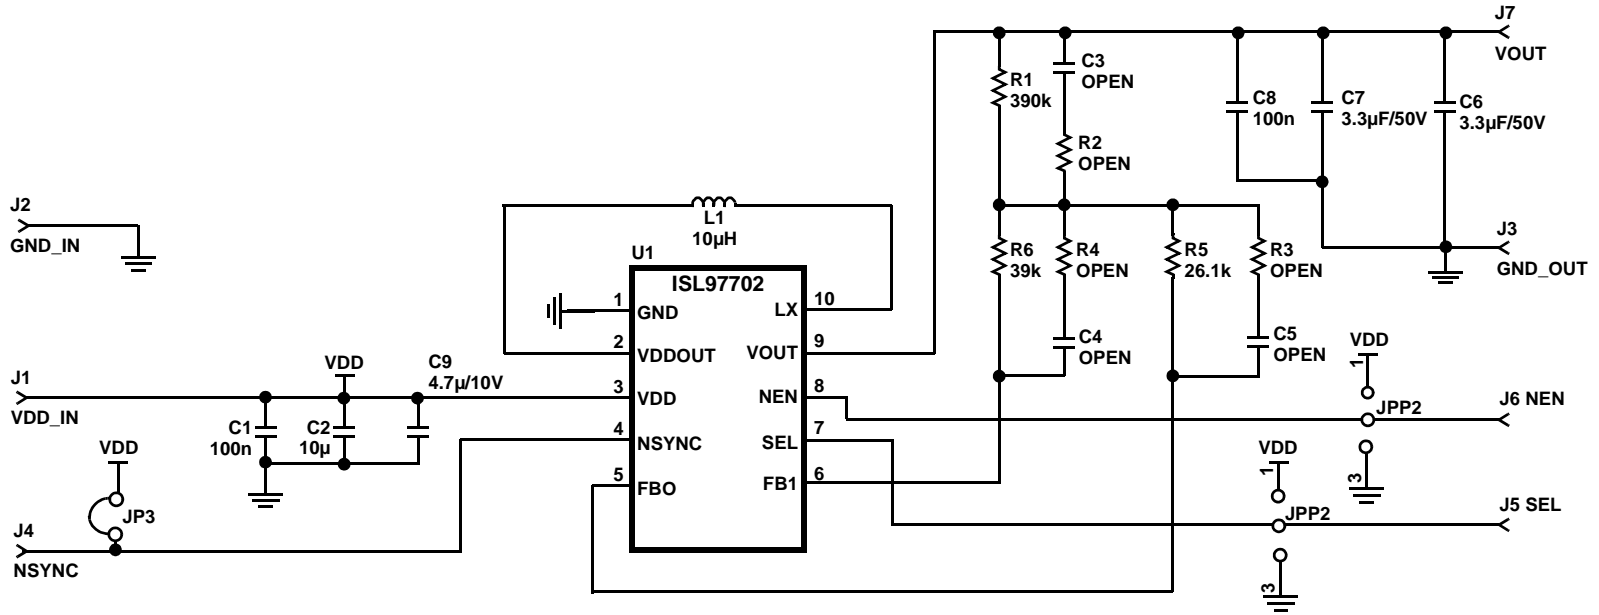 J7
VOUT
C3
OPEN
R1
390k
C8
100n
C7
3.3µF/50V
C6
3.3µF/50V
R2
OPEN
J2
GND_IN
L1
10µH
J3
GND_OUT
U1
R6
39k
R4
OPEN
R5
26.1k
R3
OPEN
ISL97702
1
GND
LX
10
2
VDDOUT
VOUT
9
C4
OPEN
C5
OPEN
VDD
1
VDD
C9
4.7µ/10V
J1
VDD_IN
3
VDD
NEN
8
JPP2
J6 NEN
C1
100n
C2
10µ
4
NSYNC
SEL
7
VDD
VDD
1
3
5
FBO
FB1
6
JP3
JPP2
J5 SEL
J4
NSYNC
3